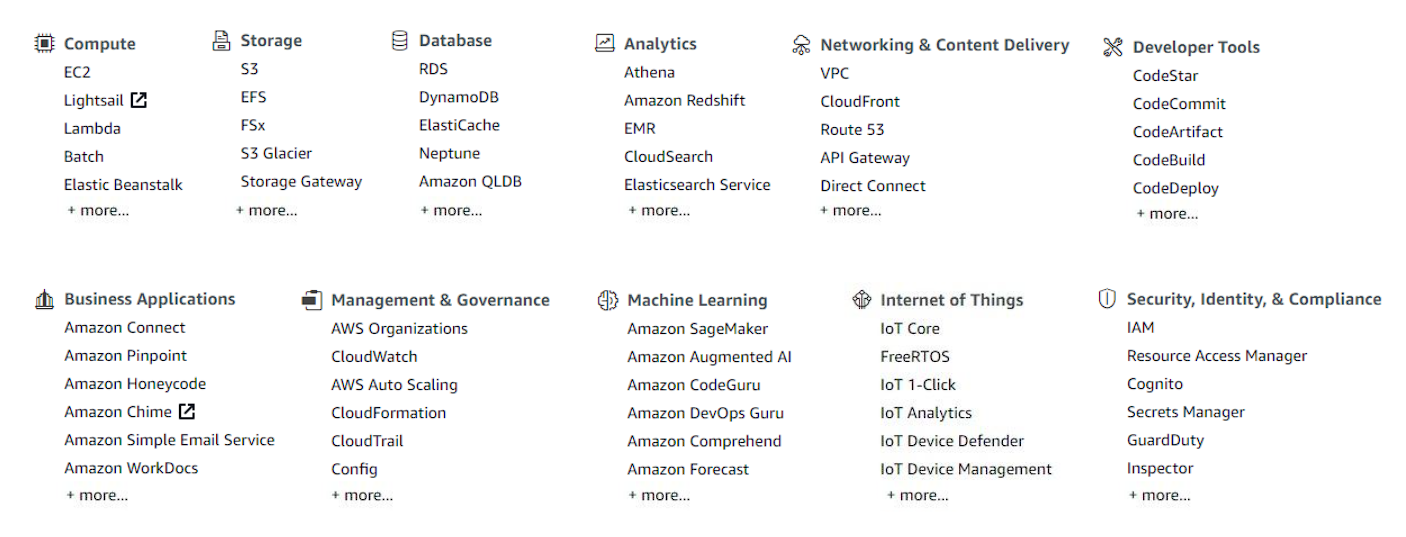 Compute
EC2
Lightsail
Lambda
Batch
Elastic Beanstalk
+ more...
Storage
S3
EFS
FSx
S3 Glacier
Storage Gateway
+ more...
Database
RDS
DynamoDB
ElastiCache
Neptune
Amazon QLDB
+ more...
Analytics
Athena
Amazon Redshift
EMR
CloudSearch
Elasticsearch Service
+ more...
Networking & Content Delivery
VPC
CloudFront
Route 53
API Gateway
Direct Connect
+ more...
Developer Tools
CodeStar
CodeCommit
CodeArtifact
CodeBuild
CodeDeploy
+ more...
Business Applications
Amazon Connect
Amazon Pinpoint
Amazon Honeycode
Amazon Chime
Amazon Simple Email Service
Amazon WorkDocs
+ more...
Management & Governance
AWS Organizations
CloudWatch
AWS Auto Scaling
CloudFormation
CloudTrail
Config
+ more...
Machine Learning
Amazon SageMaker
Amazon Augmented AI
Amazon CodeGuru
Amazon DevOps Guru
Amazon Comprehend
Amazon Forecast
+ more...
Internet of Things
IoT Core
FreeRTOS
IoT 1-Click
IoT Analytics
IoT Device Defender
IoT Device Management
+ more...
Security, Identity, & Compliance
IAM
Resource Access Manager
Cognito
Secrets Manager
GuardDuty
Inspector
+ more...